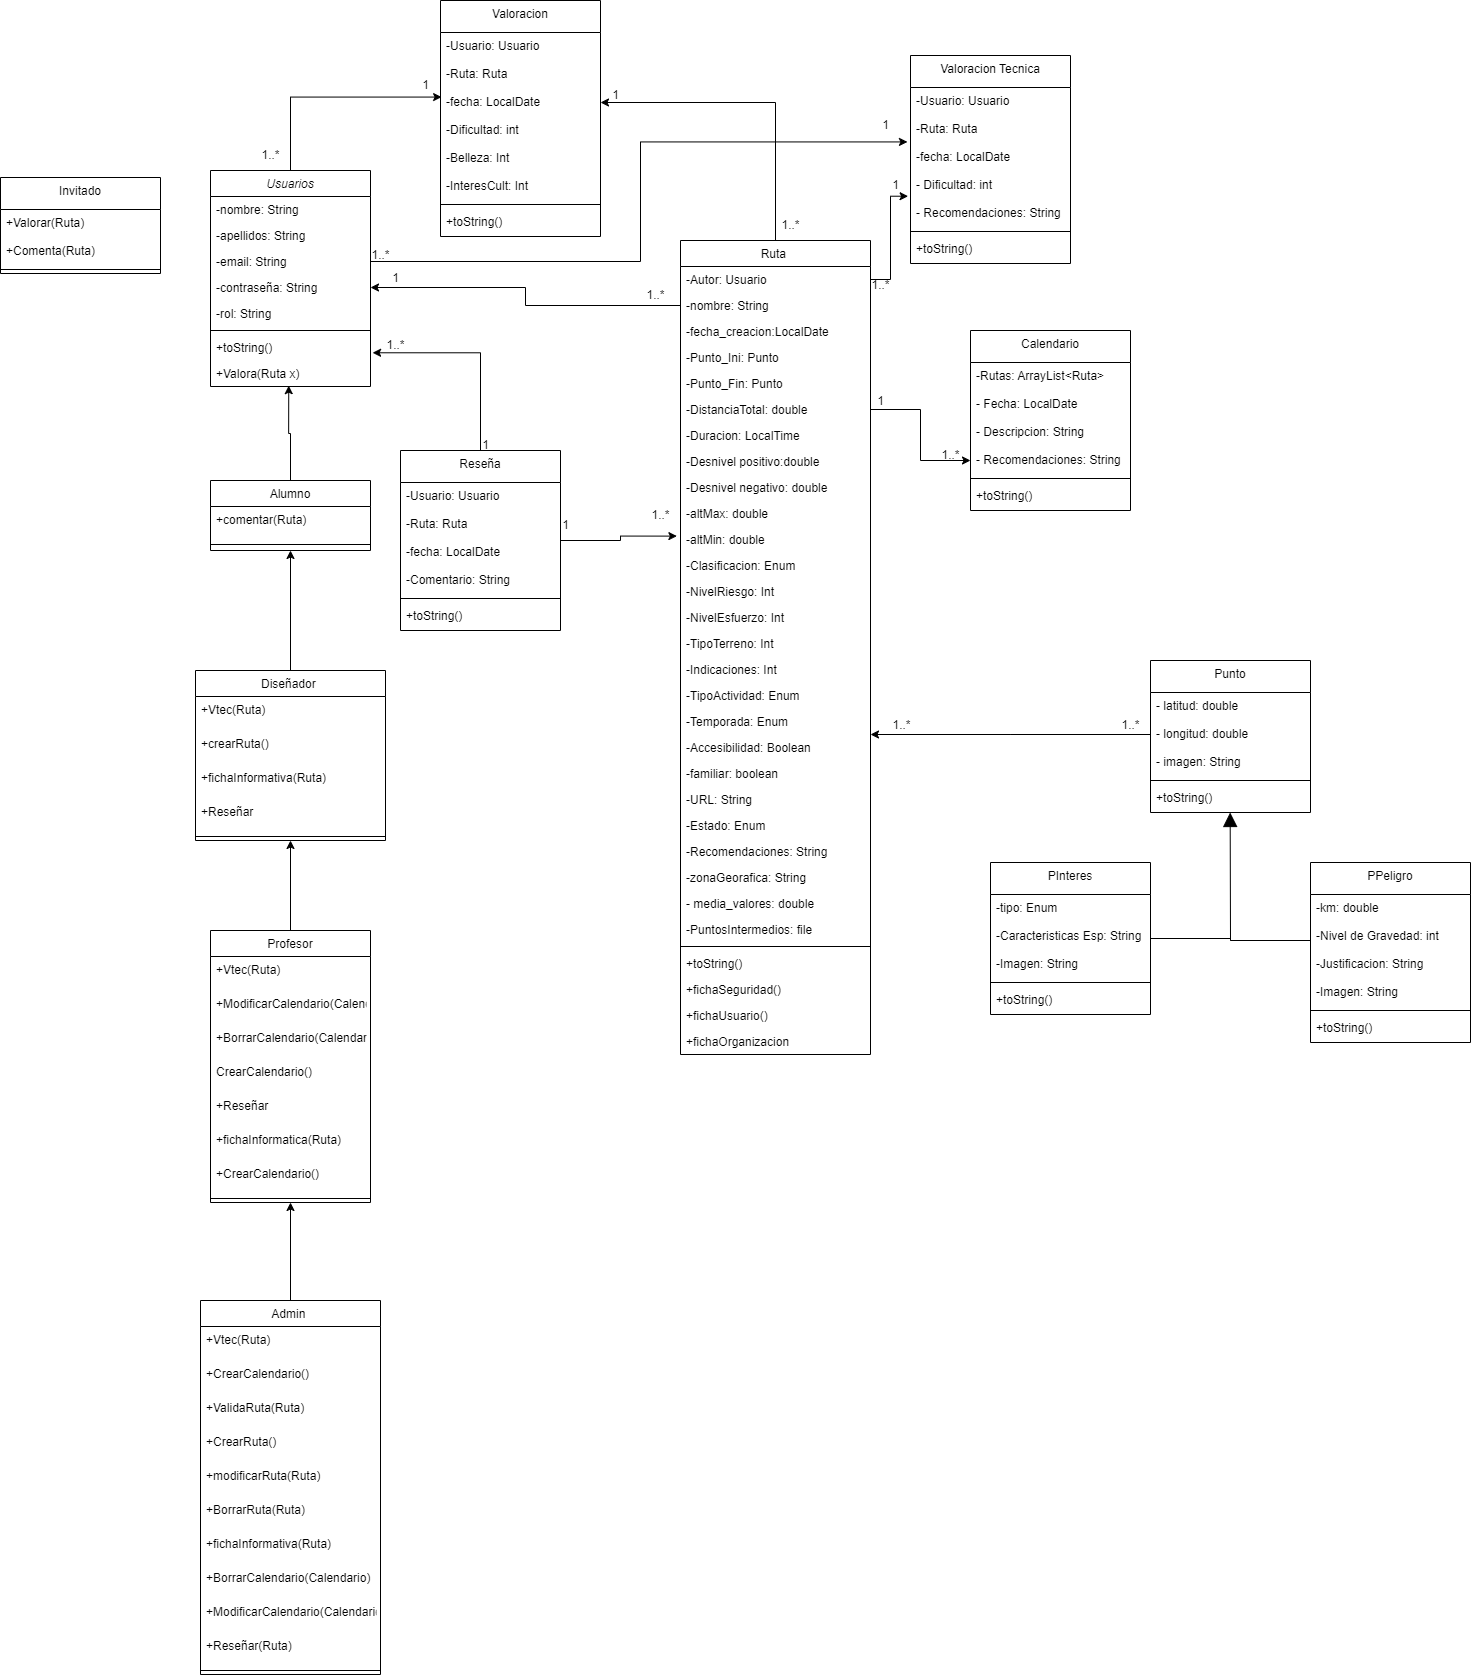 Valoracion
-Usuario: Usuario
-Ruta: Ruta
-fecha: LocalDate
-Dificultad: int
-Belleza: Int
-InteresCult: Int
+toString()
1
1..*
1
1..*
Valoracion Tecnica
-Usuario: Usuario
-Ruta: Ruta
-fecha: LocalDate
- Dificultad: int
- Recomendaciones: String
+toString()
1
1..*
1
1..*
Invitado
+Valorar(Ruta)
+Comenta(Ruta)
Usuarios
-nombre: String
-apellidos: String
-email: String
-contraseña: String
-rol: String
+toString()
+Valora(Ruta x)
1
1..*
1..*
1
Reseña
-Usuario: Usuario
-Ruta: Ruta
-fecha: LocalDate
-Comentario: String
+toString()
1
1..*
Ruta
-Autor: Usuario
-nombre: String
-fecha_creacion:LocalDate
-Punto_Ini: Punto
-Punto_Fin: Punto
-DistanciaTotal: double
-Duracion: LocalTime
-Desnivel positivo:double
-Desnivel negativo: double
-altMax: double
-altMin: double
-Clasificacion: Enum
-NivelRiesgo: Int
-NivelEsfuerzo: Int
-TipoTerreno: Int
-Indicaciones: Int
-TipoActividad: Enum
-Temporada: Enum
-Accesibilidad: Boolean
-familiar: boolean
-URL: String
-Estado: Enum
-Recomendaciones: String
-zonaGeorafica: String
- media_valores: double
-PuntosIntermedios: file
+toString()
+fichaSeguridad()
+fichaUsuario()
+fichaOrganizacion
Calendario
-Rutas: ArrayList<Ruta>
- Fecha: LocalDate
- Descripcion: String
- Recomendaciones: String
+toString()
1
1..*
Alumno
+comentar(Ruta)
Diseñador
+Vtec(Ruta)
+crearRuta()
+fichaInformativa(Ruta)
+Reseñar
Punto
- latitud: double
- longitud: double
- imagen: String
+toString()
1..*
1..*
PInteres
-tipo: Enum
-Caracteristicas Esp: String
-Imagen: String
+toString()
PPeligro
-km: double
-Nivel de Gravedad: int
-Justificacion: String
-Imagen: String
+toString()
Profesor
+Vtec(Ruta)
+ModificarCalendario(Calen
+BorrarCalendario(Calendar
CrearCalendario()
+Reseñar
+fichaInformatica(Ruta)
+CrearCalendario()
Admin
+Vtec(Ruta)
+CrearCalendario()
+ValidaRuta(Ruta)
+CrearRuta()
+modificarRuta(Ruta)
+BorrarRuta(Ruta)
+fichaInformativa(Ruta)
+BorrarCalendario(Calendario)
+ModificarCalendario(Calendari
+Reseñar(Ruta)